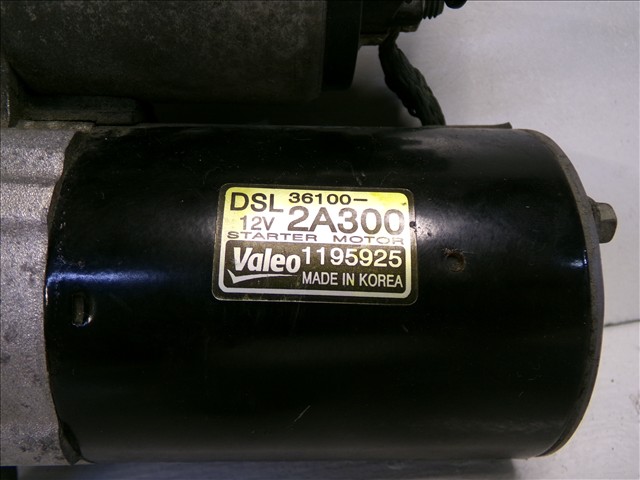 DSL 36100-
12V 2A300
STARTER MOTOR
Valeo 1195925
MADE IN KOREA